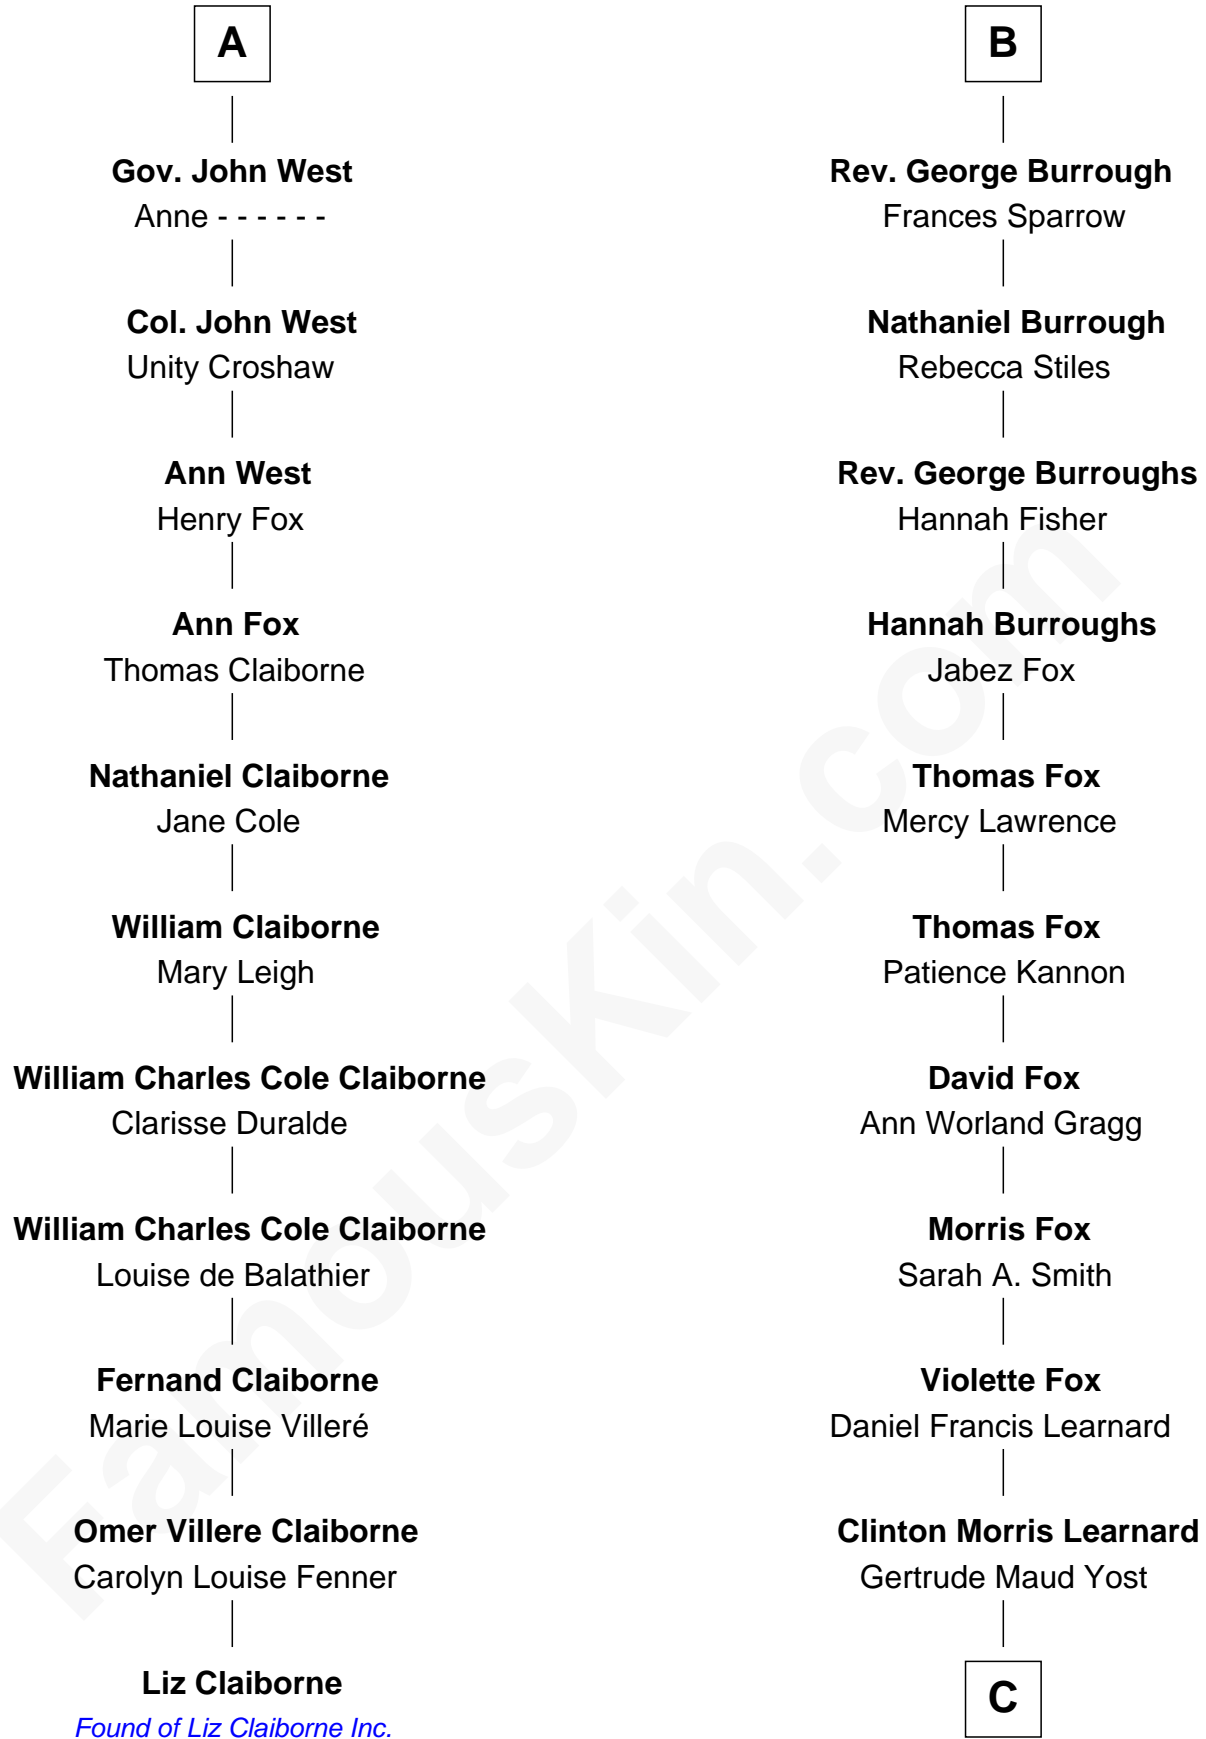 A
Gov. John West
Anne - - - - - -
Col. John West
Unity Croshaw
Ann West
Henry Fox
Ann Fox
Thomas Claiborne
Nathaniel Claiborne
Jane Cole
William Claiborne
Mary Leigh
William Charles Cole Claiborne
Clarisse Duralde
William Charles Cole Claiborne
Louise de Balathier
Fernand Claiborne
Marie Louise Villeré
Omer Villere Claiborne
Carolyn Louise Fenner
Liz Claiborne
Found of Liz Claiborne Inc.
B
Rev. George Burrough
Frances Sparrow
Nathaniel Burrough
Rebecca Stiles
Rev. George Burroughs
Hannah Fisher
Hannah Burroughs
Jabez Fox
Thomas Fox
Mercy Lawrence
Thomas Fox
Patience Kannon
David Fox
Ann Worland Gragg
Morris Fox
Sarah A. Smith
Violette Fox
Daniel Francis Learnard
Clinton Morris Learnard
Gertrude Maud Yost
C
FamousKin.com